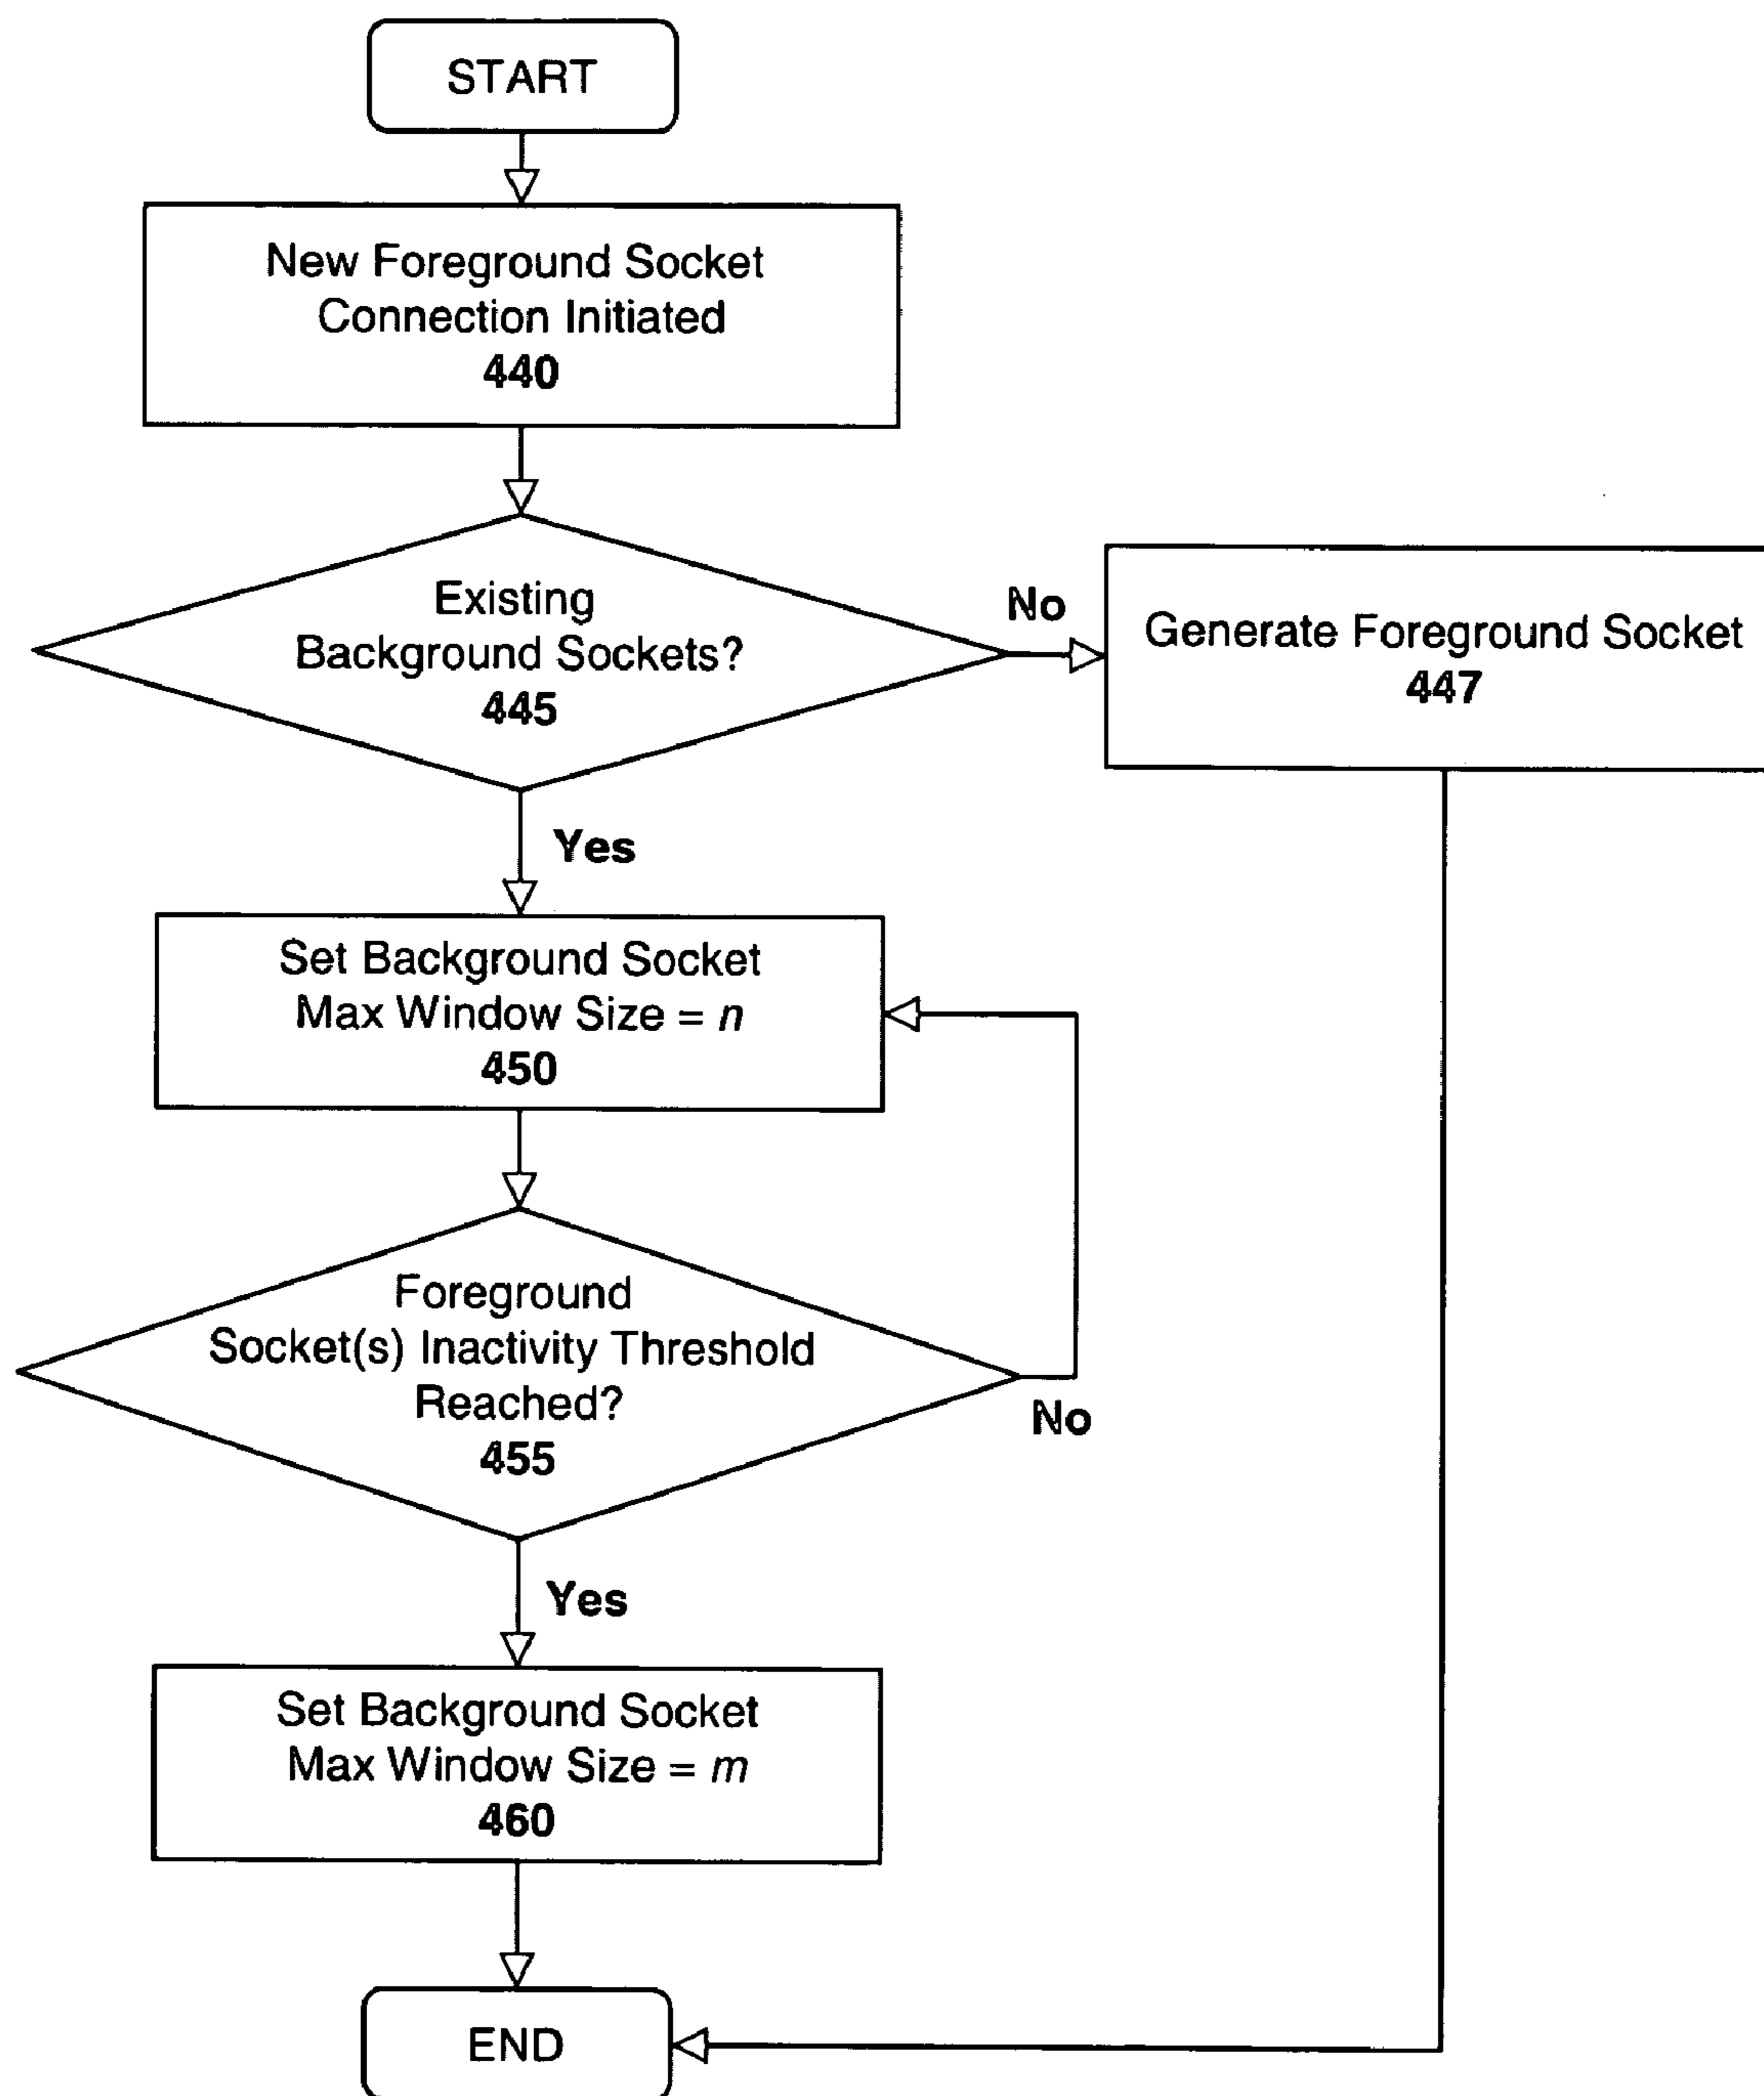 START
New Foreground Socket
Connection Initiated
440
Existing
Background Sockets?
445
No
Generate Foreground Socket
447
Yes
Set Background Socket
Max Window Size = n
450
Foreground
Socket(s) Inactivity Threshold
Reached?
455
No
Yes
Set Background Socket
Max Window Size = m
460
END